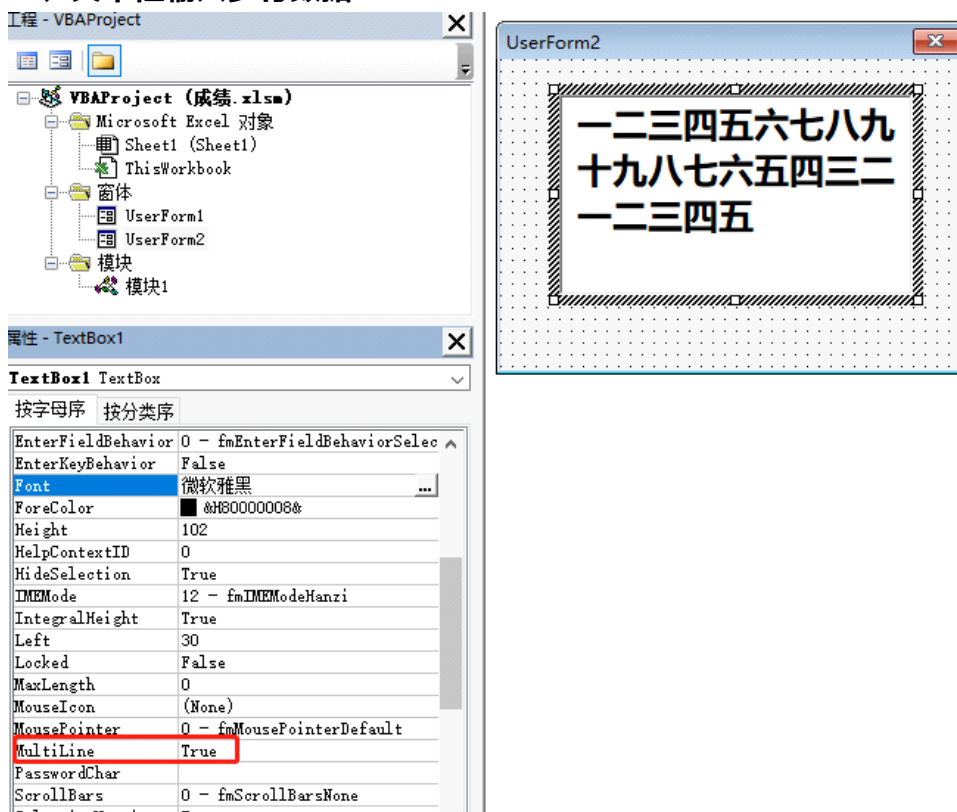 工程 - VBAProject
VBAProject (成绩.xlsm)
Microsoft Excel 对象
Sheet1 (Sheet1)
ThisWorkbook
窗体
UserForm1
UserForm2
模块
模块1
属性 - TextBox1
TextBox1 TextBox
按字母序 按分类序
EnterFieldBehavior 0 - fmEnterFieldBehaviorSelec
EnterKeyBehavior False
Font 微软雅黑 ...
ForeColor &H80000008&
Height 102
HelpContextID 0
HideSelection True
IMEMode 12 - fmIMEModeHanzi
IntegralHeight True
Left 30
Locked False
MaxLength 0
MouseIcon (None)
MousePointer 0 - fmMousePointerDefault
MultiLine True
PasswordChar
ScrollBars 0 - fmScrollBarsNone
UserForm2
一二三四五六七八九
十九八七六五四三二
一二三四五